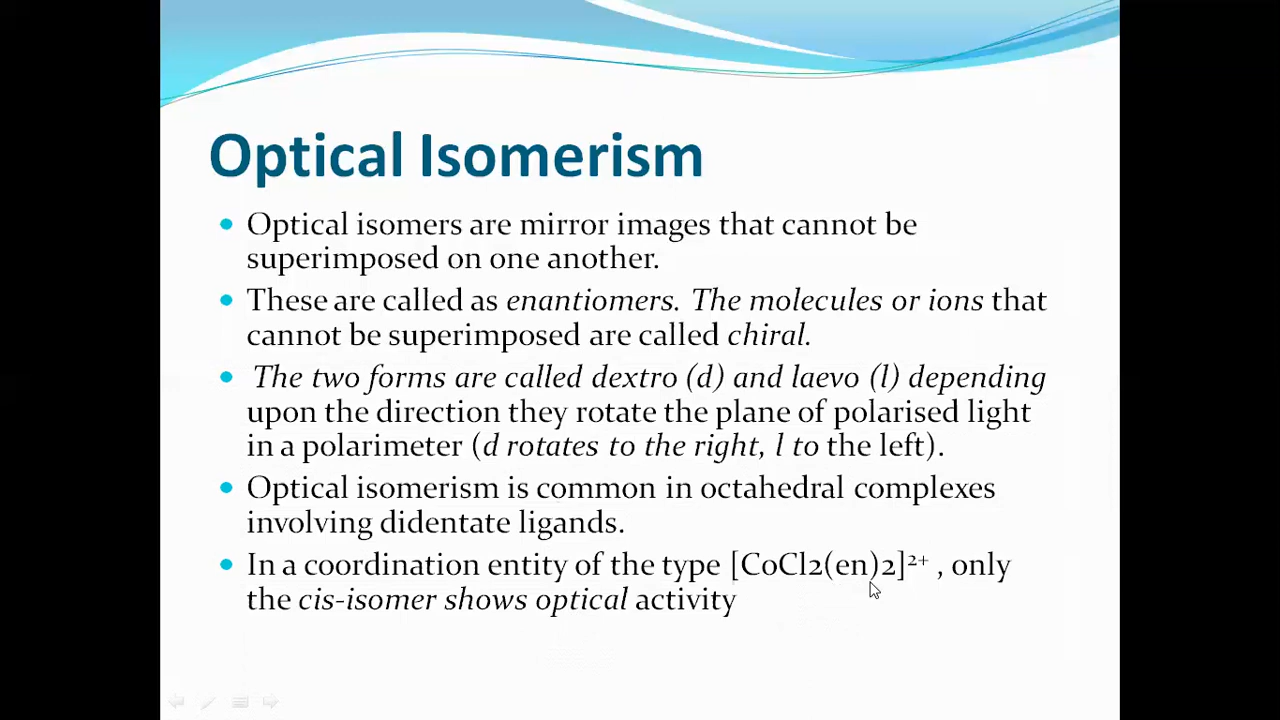 Optical Isomerism
• Optical isomers are mirror images that cannot be
superimposed on one another.
• These are called as enantiomers. The molecules or ions that
cannot be superimposed are called chiral.
• The two forms are called dextro (d) and laevo (l) depending
upon the direction they rotate the plane of polarised light
in a polarimeter (d rotates to the right, l to the left).
• Optical isomerism is common in octahedral complexes
involving didentate ligands.
• In a coordination entity of the type [CoCl2(en)2]²⁺ , only
the cis-isomer shows optical activity